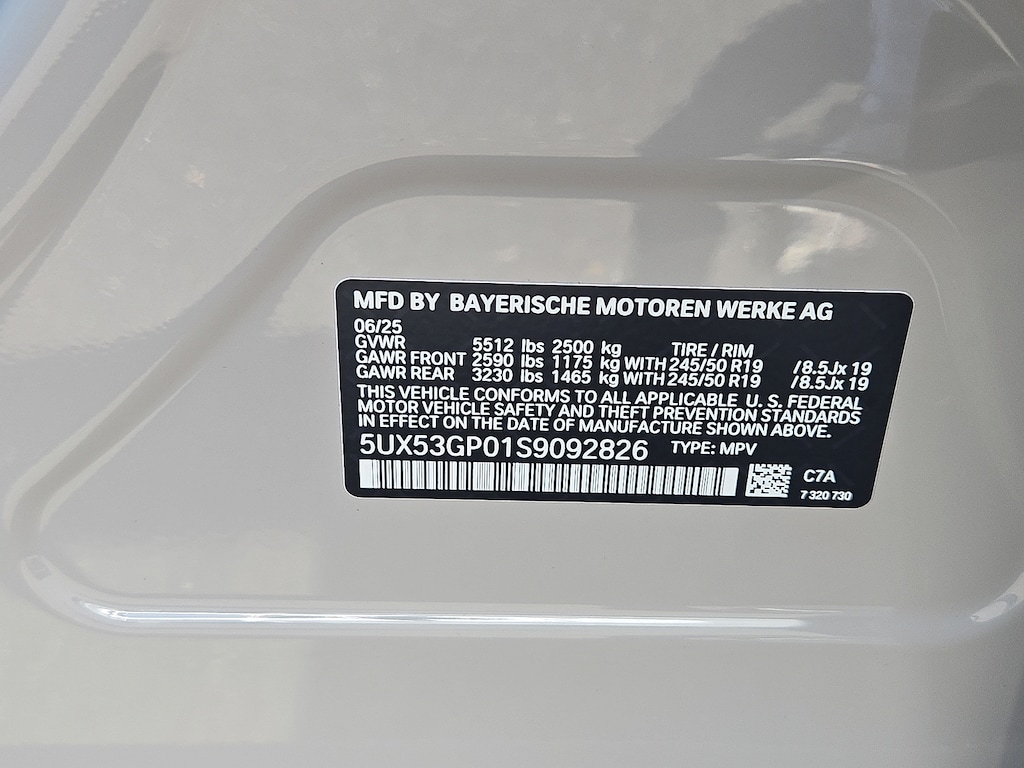 MFD BY BAYERISCHE MOTOREN WERKE AG
06/25
GVWR 5512 lbs 2500 kg TIRE / RIM
GAWR FRONT 2590 lbs 1175 kg WITH 245/50 R19 /8.5Jx 19
GAWR REAR 3230 lbs 1465 kg WITH 245/50 R19 /8.5Jx 19
THIS VEHICLE CONFORMS TO ALL APPLICABLE U. S. FEDERAL
MOTOR VEHICLE SAFETY AND THEFT PREVENTION STANDARDS
IN EFFECT ON THE DATE OF MANUFACTURE SHOWN ABOVE.
5UX53GP01S9092826 TYPE: MPV
C7A
7 320 730